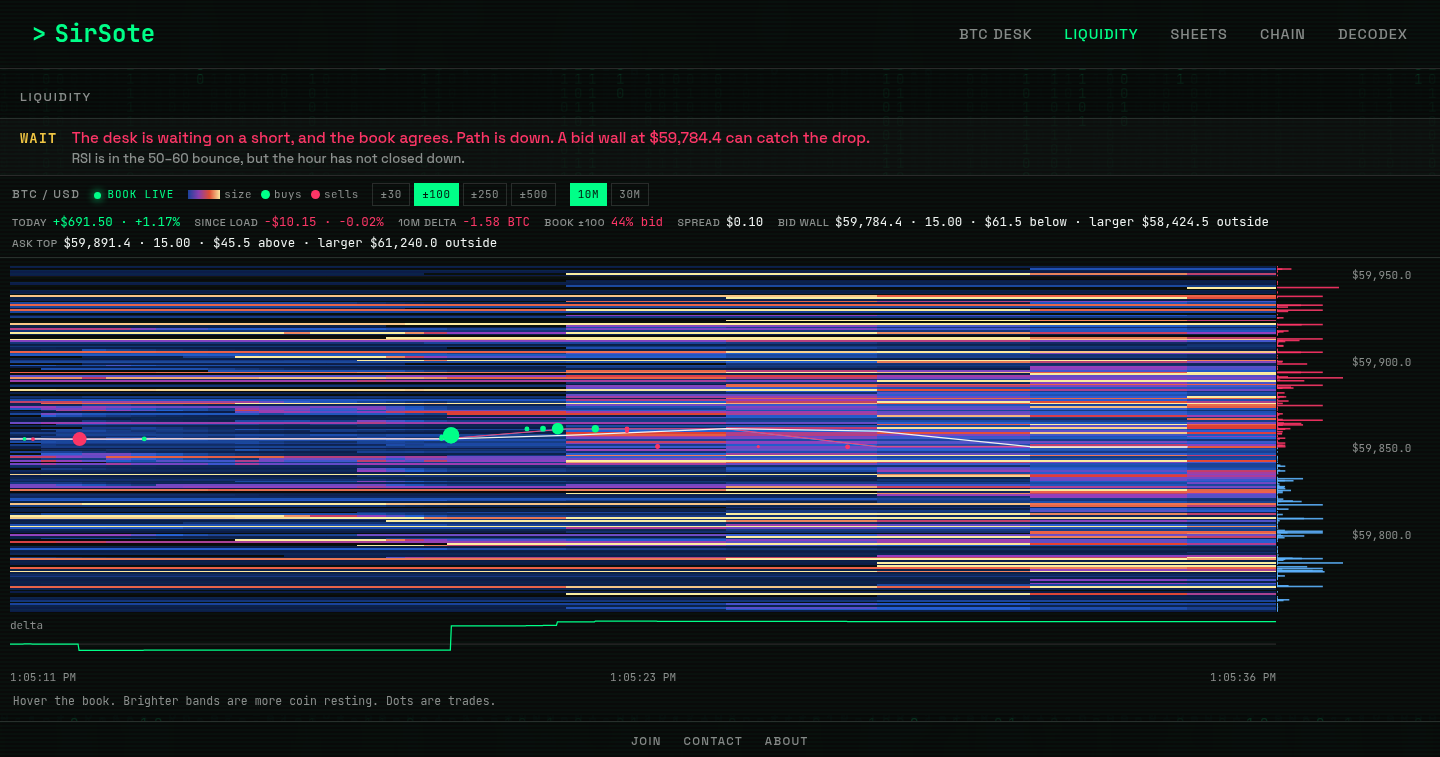 > SirSote
BTC DESK LIQUIDITY SHEETS CHAIN DECODEX
LIQUIDITY
WAIT The desk is waiting on a short, and the book agrees. Path is down. A bid wall at $59,784.4 can catch the drop.
RSI is in the 50–60 bounce, but the hour has not closed down.
BTC / USD BOOK LIVE size buys sells ±30 ±100 ±250 ±500 10M 30M
TODAY +$691.50 · +1.17% SINCE LOAD -$10.15 · -0.02% 10M DELTA -1.58 BTC BOOK ±100 44% bid SPREAD $0.10 BID WALL $59,784.4 · 15.00 · $61.5 below · larger $58,424.5 outside
ASK TOP $59,891.4 · 15.00 · $45.5 above · larger $61,240.0 outside
$59,950.0
$59,900.0
$59,850.0
$59,800.0
delta
1:05:11 PM 1:05:23 PM 1:05:36 PM
Hover the book. Brighter bands are more coin resting. Dots are trades.
JOIN CONTACT ABOUT